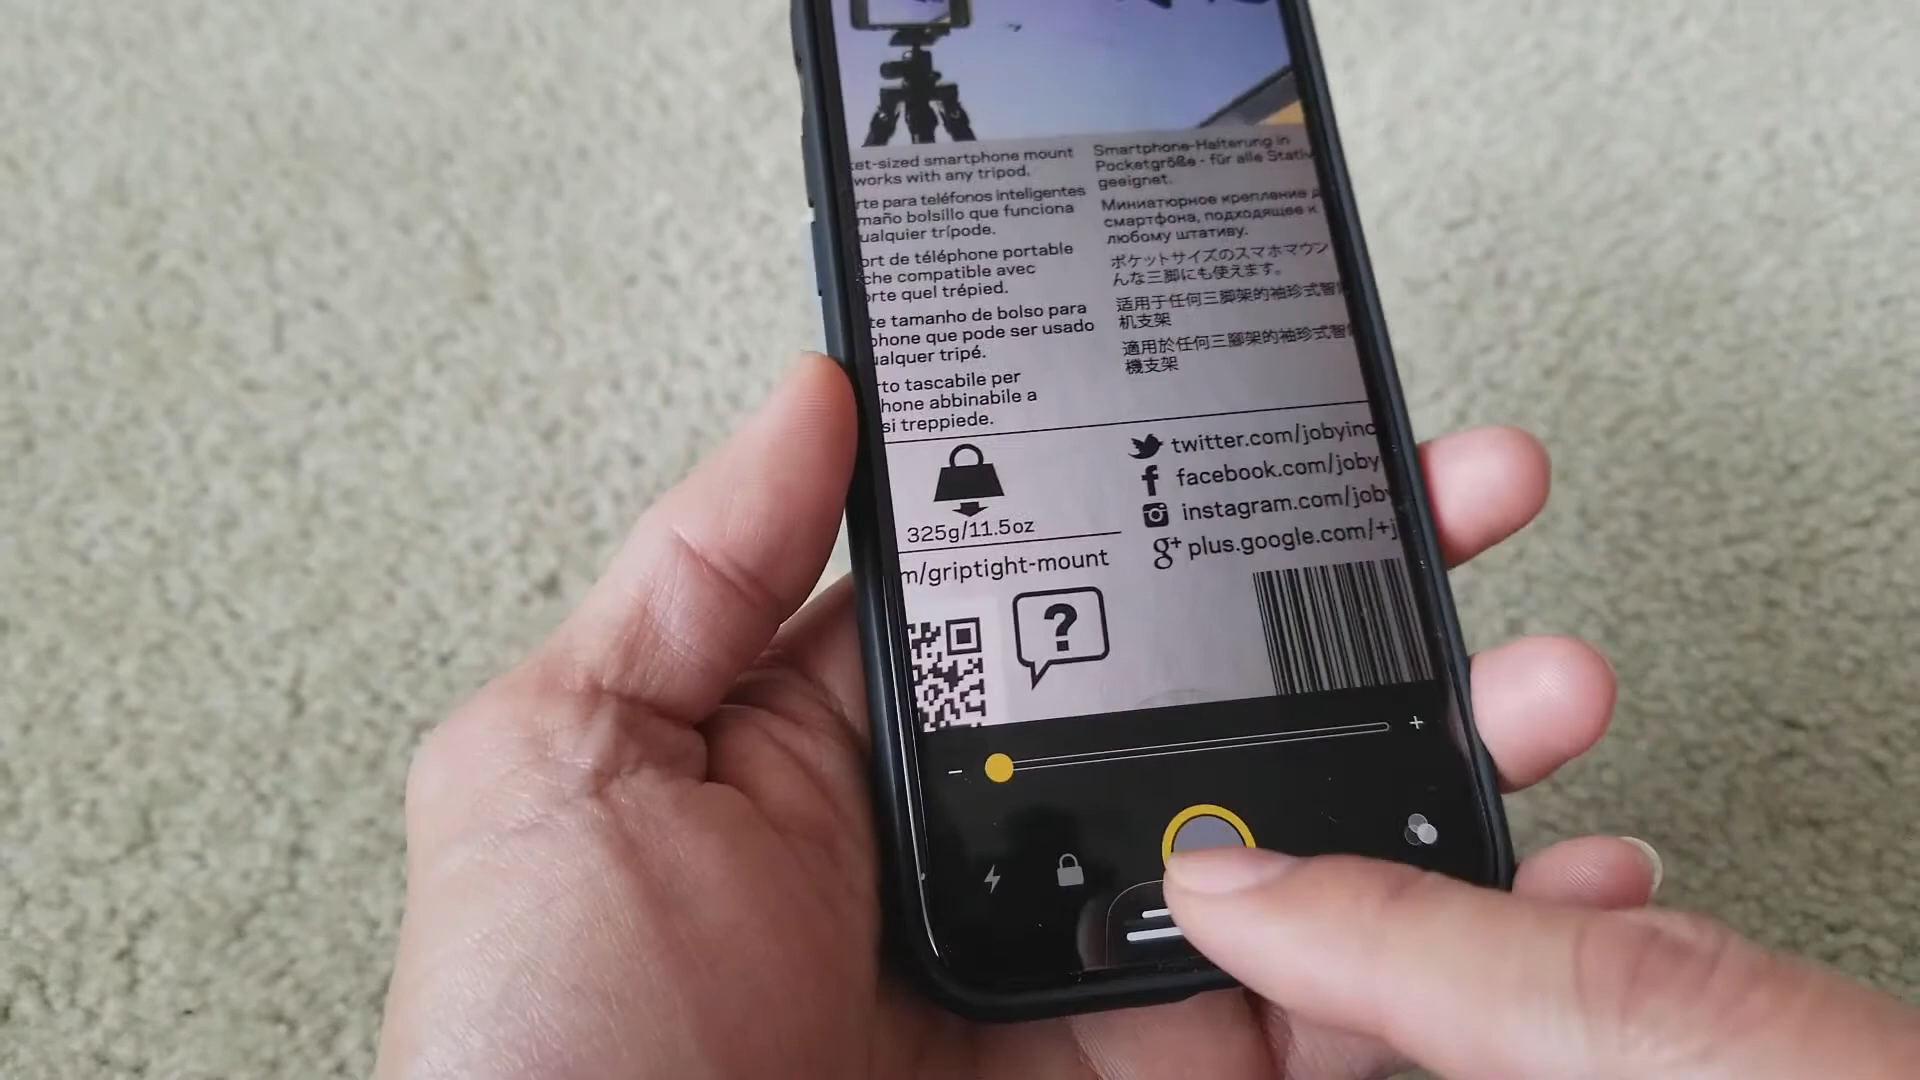 et-sized smartphone mount
works with any tripod.
rte para teléfonos inteligentes
maño bolsillo que funciona
ualquier trípode.
ort de téléphone portable
che compatible avec
orte quel trépied.
te tamanho de bolso para
phone que pode ser usado
ualquer tripé.
rto tascabile per
hone abbinabile a
si treppiede.
Smartphone-Halterung in
Pocketgröße - für alle Stativ
geeignet.
Миниатюрное крепление д
смартфона, подходящее к
любому штативу.
ポケットサイズのスマホマウン
んな三脚にも使えます。
适用于任何三脚架的袖珍式智
机支架
適用於任何三腳架的袖珍式智
機支架
325g/11.5oz
m/griptight-mount
?
twitter.com/jobyinc
facebook.com/joby
instagram.com/joby
g+ plus.google.com/+j